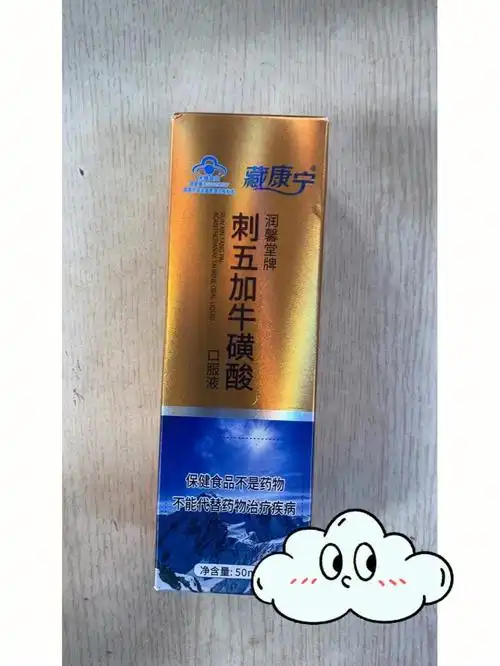 藏康宁
润馨堂牌
刺五加牛磺酸
口服液
保健食品不是药物
不能代替药物治疗疾病
净含量: 50m